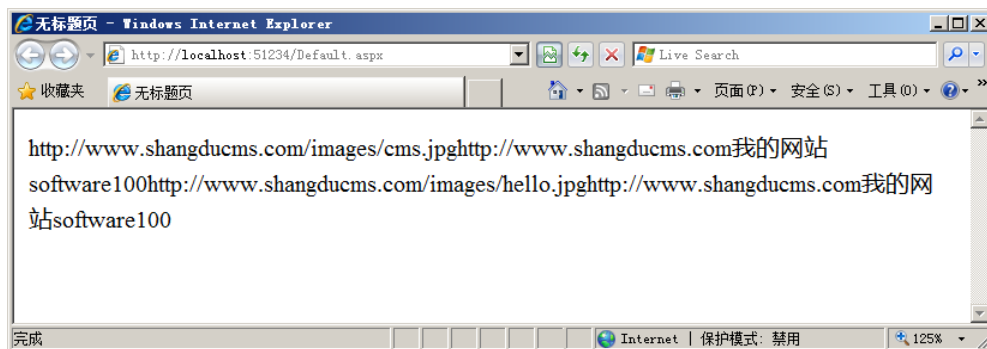 无标题页 - Windows Internet Explorer
http://localhost:51234/Default.aspx Live Search
收藏夹 无标题页 页面(P) 安全(S) 工具(O) »
http://www.shangducms.com/images/cms.jpghttp://www.shangducms.com我的网站
software100http://www.shangducms.com/images/hello.jpghttp://www.shangducms.com我的网
站software100
完成 Internet | 保护模式: 禁用 125%